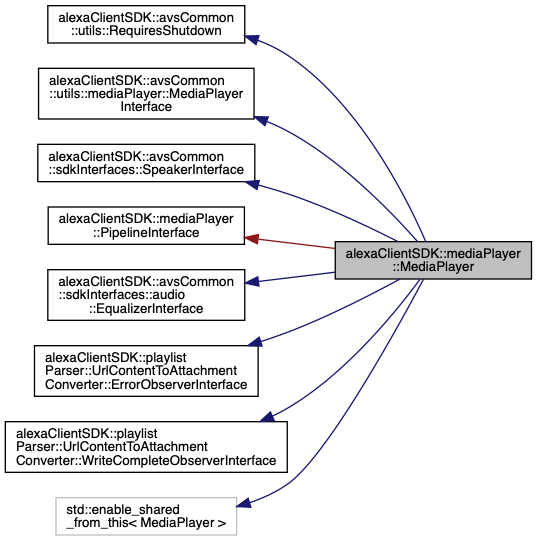 alexaClientSDK::avsCommon
::utils::RequiresShutdown
alexaClientSDK::avsCommon
::utils::mediaPlayer::MediaPlayer
Interface
alexaClientSDK::avsCommon
::sdkInterfaces::SpeakerInterface
alexaClientSDK::mediaPlayer
::PipelineInterface
alexaClientSDK::mediaPlayer
::MediaPlayer
alexaClientSDK::avsCommon
::sdkInterfaces::audio
::EqualizerInterface
alexaClientSDK::playlist
Parser::UrlContentToAttachment
Converter::ErrorObserverInterface
alexaClientSDK::playlist
Parser::UrlContentToAttachment
Converter::WriteCompleteObserverInterface
std::enable_shared
_from_this< MediaPlayer >